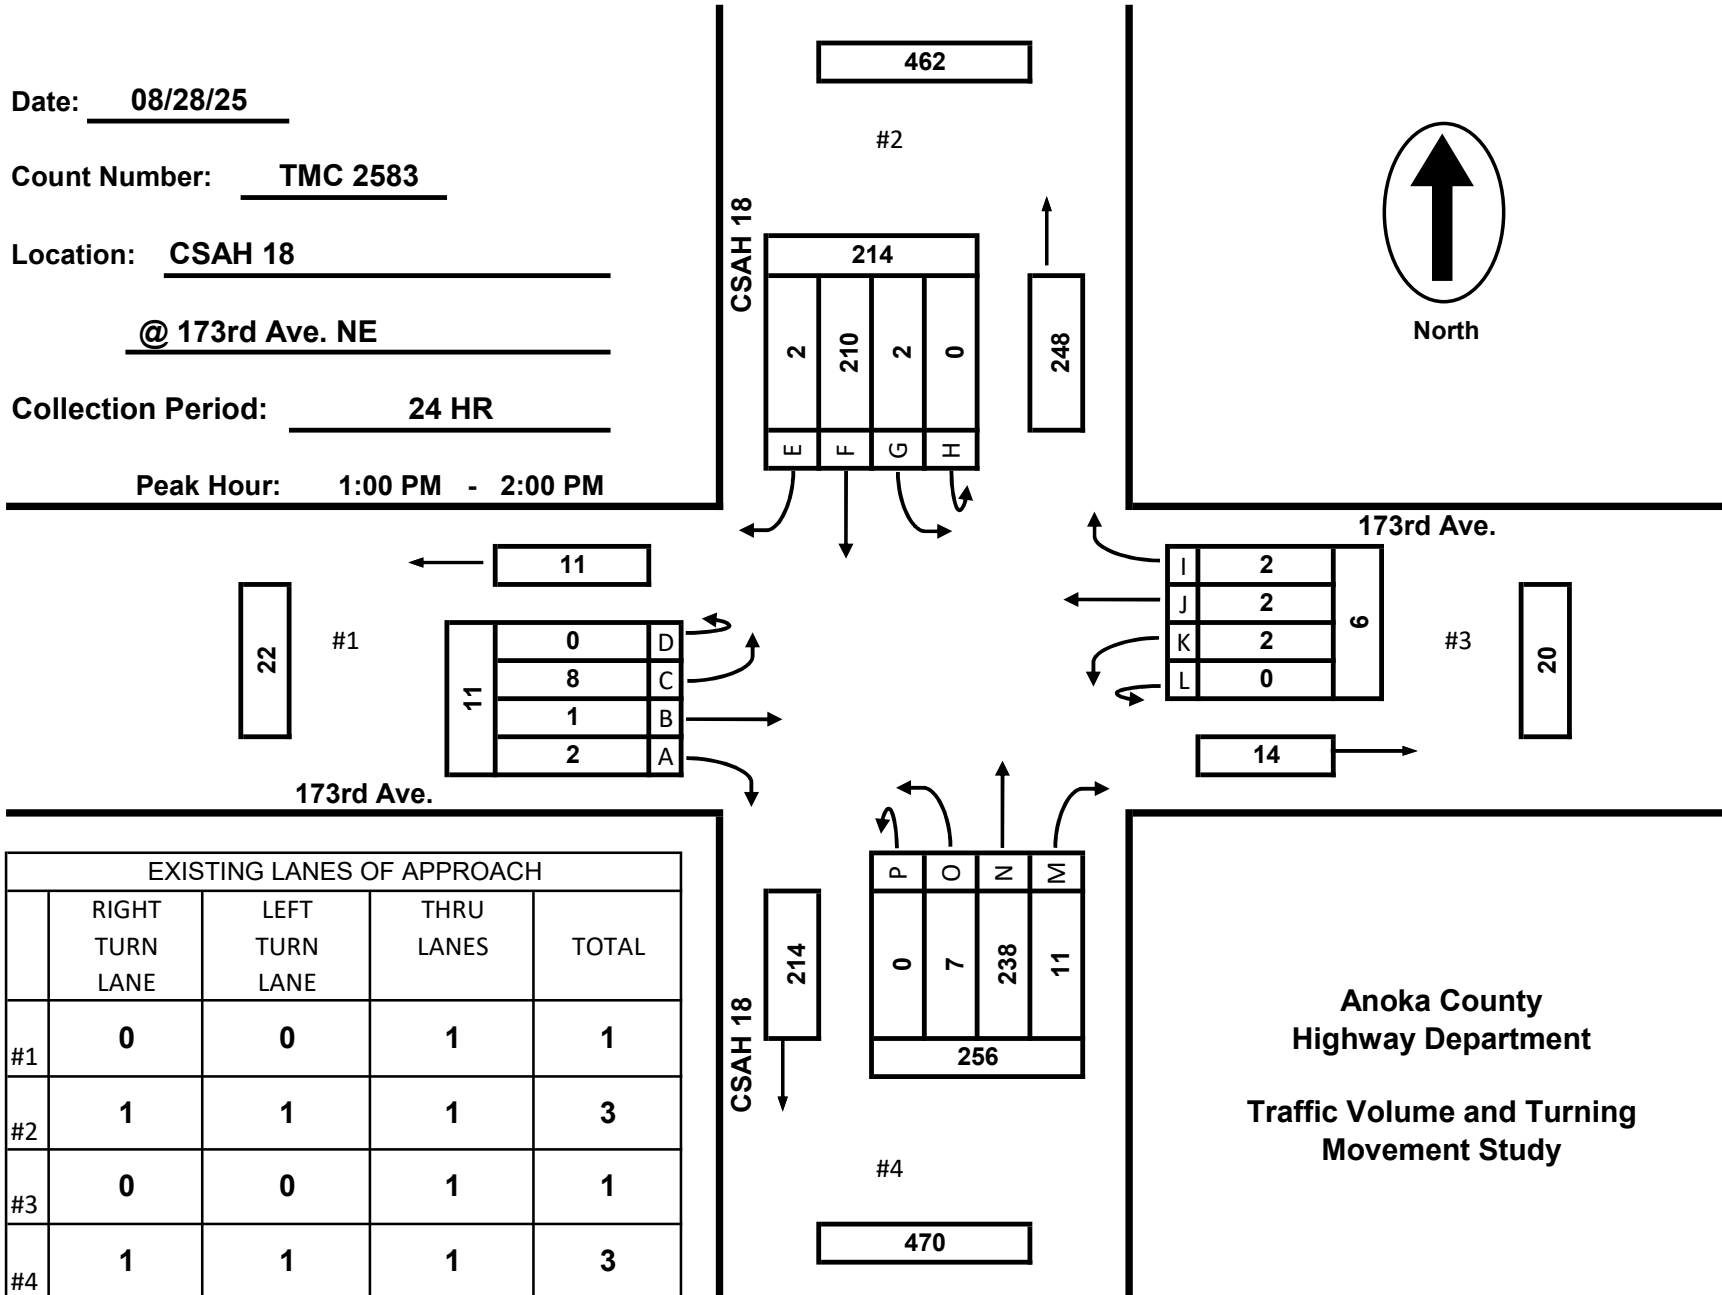 Date: 08/28/25
Count Number: TMC 2583
Location: CSAH 18
@ 173rd Ave. NE
Collection Period: 24 HR
Peak Hour: 1:00 PM - 2:00 PM
462
#2
CSAH 18
214
2 210 2 0
E F G H
248
North
173rd Ave.
11
22
#1
11
0 D
8 C
1 B
2 A
173rd Ave.
I 2
J 2
K 2
L 0
6
#3
20
14
P O N M
0 7 238 11
256
214
CSAH 18
#4
470
EXISTING LANES OF APPROACH
RIGHT TURN LANE
LEFT TURN LANE
THRU LANES
TOTAL
#1 0 0 1 1
#2 1 1 1 3
#3 0 0 1 1
#4 1 1 1 3
Anoka County
Highway Department
Traffic Volume and Turning
Movement Study